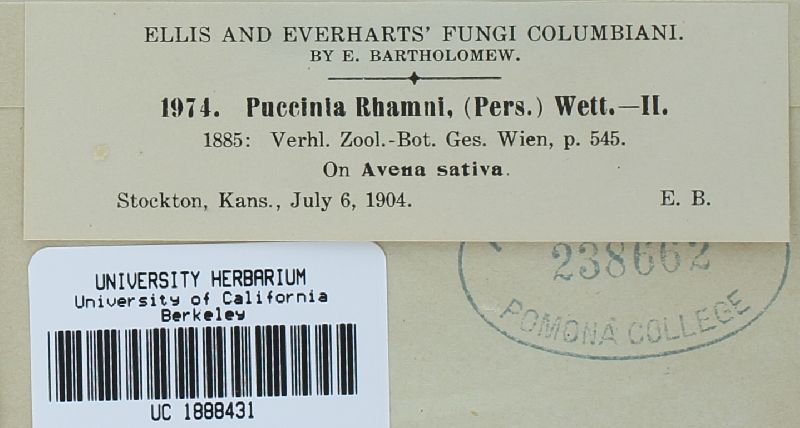 ELLIS AND EVERHARTS' FUNGI COLUMBIANI.
BY E. BARTHOLOMEW.
1974. Puccinia Rhamni, (Pers.) Wett.—II.
1885: Verhl. Zool.-Bot. Ges. Wien, p. 545.
On Avena sativa.
Stockton, Kans., July 6, 1904. E. B.
238662
POMONA COLLEGE
UNIVERSITY HERBARIUM
University of California
Berkeley
UC 1888431